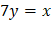 7y = x